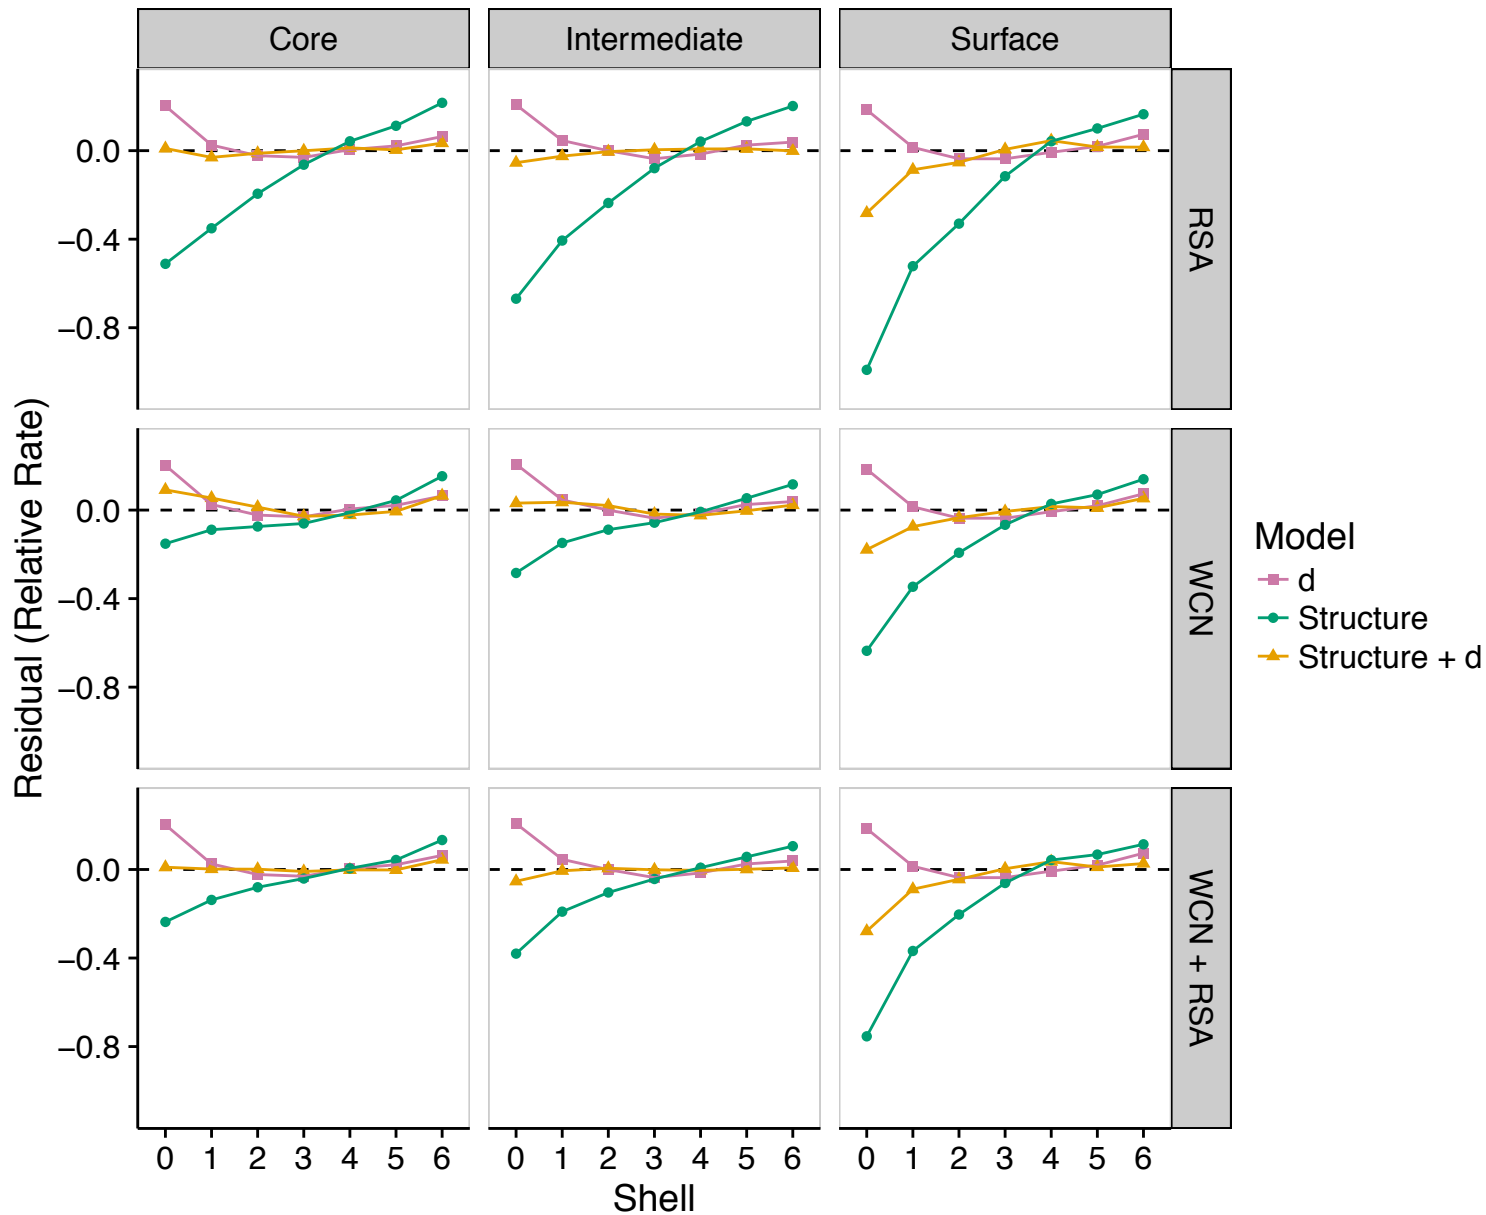 Core Intermediate Surface
0.0
−0.4
−0.8
RSA
0.0
−0.4
−0.8
WCN
0.0
−0.4
−0.8
WCN + RSA
0 1 2 3 4 5 6 0 1 2 3 4 5 6 0 1 2 3 4 5 6
Shell
Residual (Relative Rate)
Model
d
Structure
Structure + d